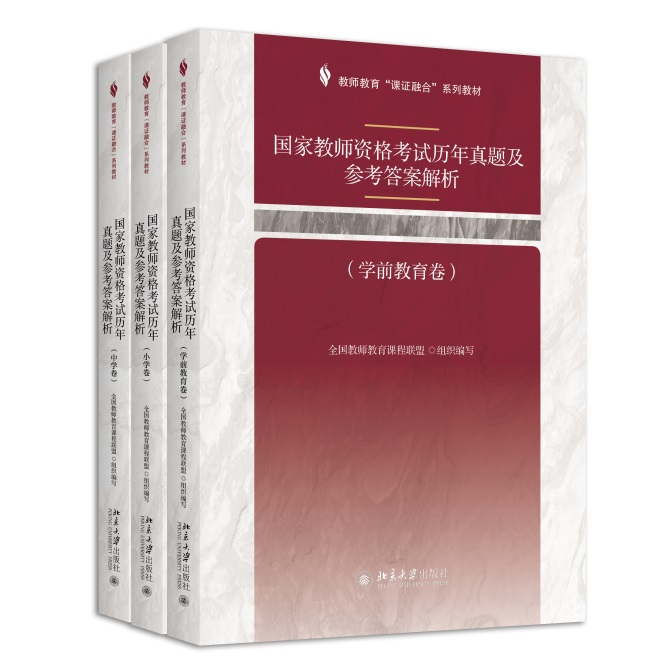 教师教育“课证融合”系列教材
国家教师资格考试历年真题及
参考答案解析
（学前教育卷）
全国教师教育课程联盟 ◎组织编写
北京大学出版社
教师教育“课证融合”系列教材
国家教师资格考试历年
真题及参考答案解析
（中学卷）
全国教师教育课程联盟 ◎组织编写
北京大学出版社
PEKING UNIVERSITY PRESS
教师教育“课证融合”系列教材
国家教师资格考试历年
真题及参考答案解析
（小学卷）
全国教师教育课程联盟 ◎组织编写
北京大学出版社
PEKING UNIVERSITY PRESS
教师教育“课证融合”系列教材
国家教师资格考试历年
真题及参考答案解析
（学前教育卷）
全国教师教育课程联盟 ◎组织编写
北京大学出版社
PEKING UNIVERSITY PRESS